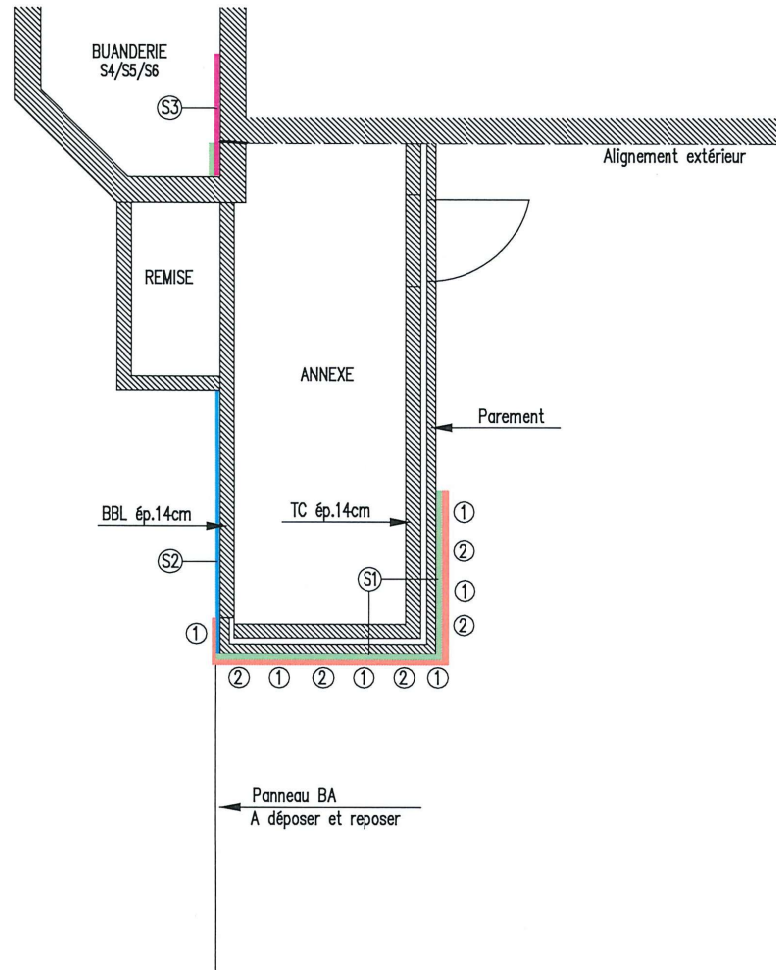 BUANDERIE
S4/S5/S6
S3
Alignement extérieur
REMISE
ANNEXE
Parement
BBL ép.14cm
TC ép.14cm
S2
S1
1
2
1
2
1
2
1
2
1
2
1
Panneau BA
A déposer et reposer